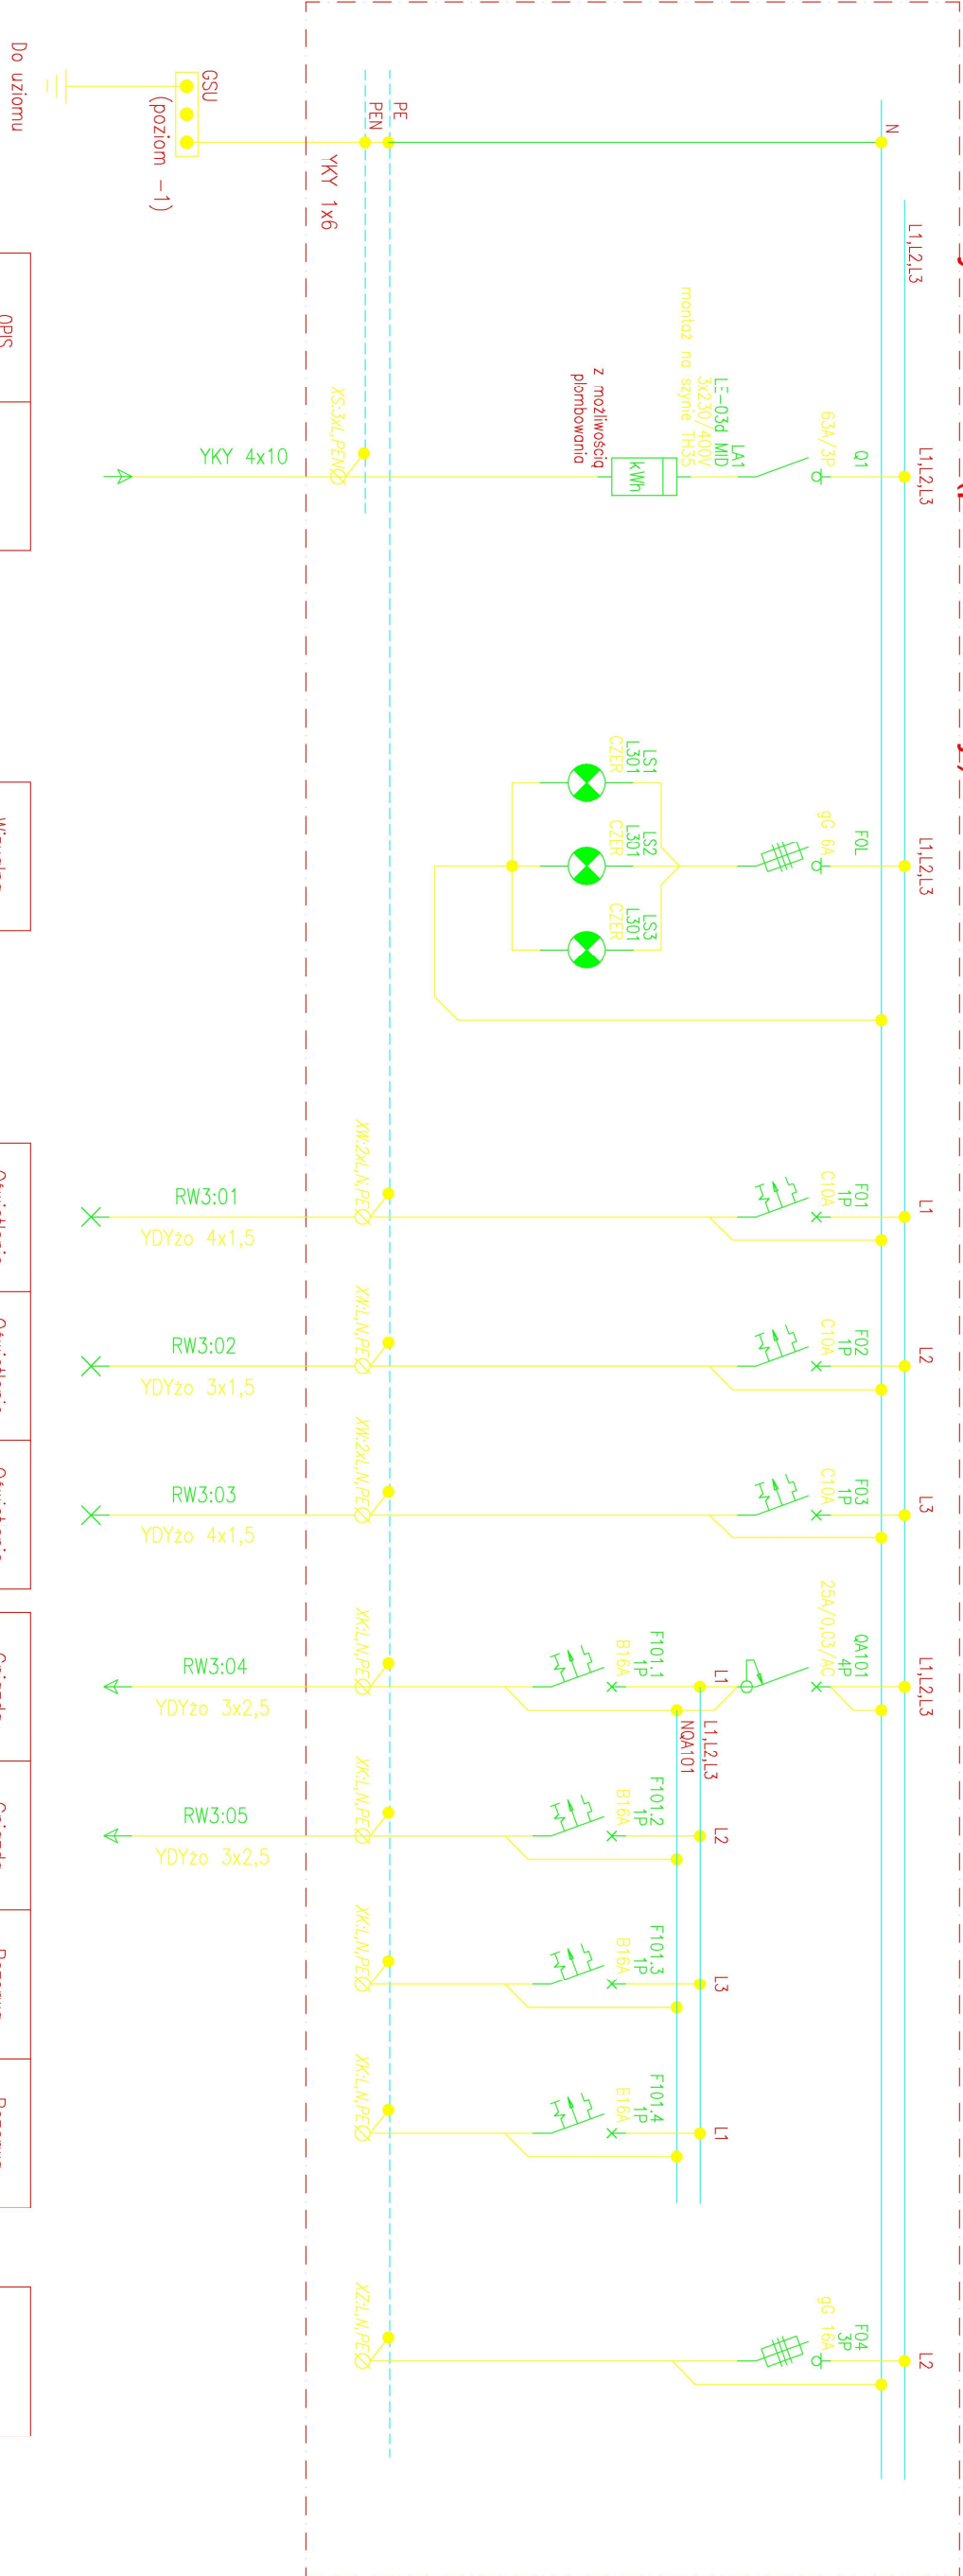 N
L1,L2,L3
PE
PEN
YKY 1x6
GSU
(poziom -1)
Do uziomu
OPIS
L1,L2,L3
Q1
63A/3P
LA1
LE-03d MID
3x230/400V
montaż na szynie TH35
z możliwością
plombowania
kWh
XS:3xL,PEN
YKY 4x10
L1,L2,L3
F0L
gG 6A
LS1
L301
CZER
LS2
L301
CZER
LS3
L301
CZER
L1
F01
1P
C10A
XW:2xL,N,PE
RW3:01
YDYżo 4x1,5
L2
F02
1P
C10A
XW:L,N,PE
RW3:02
YDYżo 3x1,5
L3
F03
1P
C10A
XW:2xL,N,PE
RW3:03
YDYżo 4x1,5
L1,L2,L3
QA101
4P
25A/0,03/AC
L1,L2,L3
NQA101
L1
F101.1
1P
B16A
XK:L,N,PE
RW3:04
YDYżo 3x2,5
L2
F101.2
1P
B16A
XK:L,N,PE
RW3:05
YDYżo 3x2,5
L3
F101.3
1P
B16A
XK:L,N,PE
L1
F101.4
1P
B16A
XK:L,N,PE
L2
F04
3P
gG 16A
XZ:L,N,PE